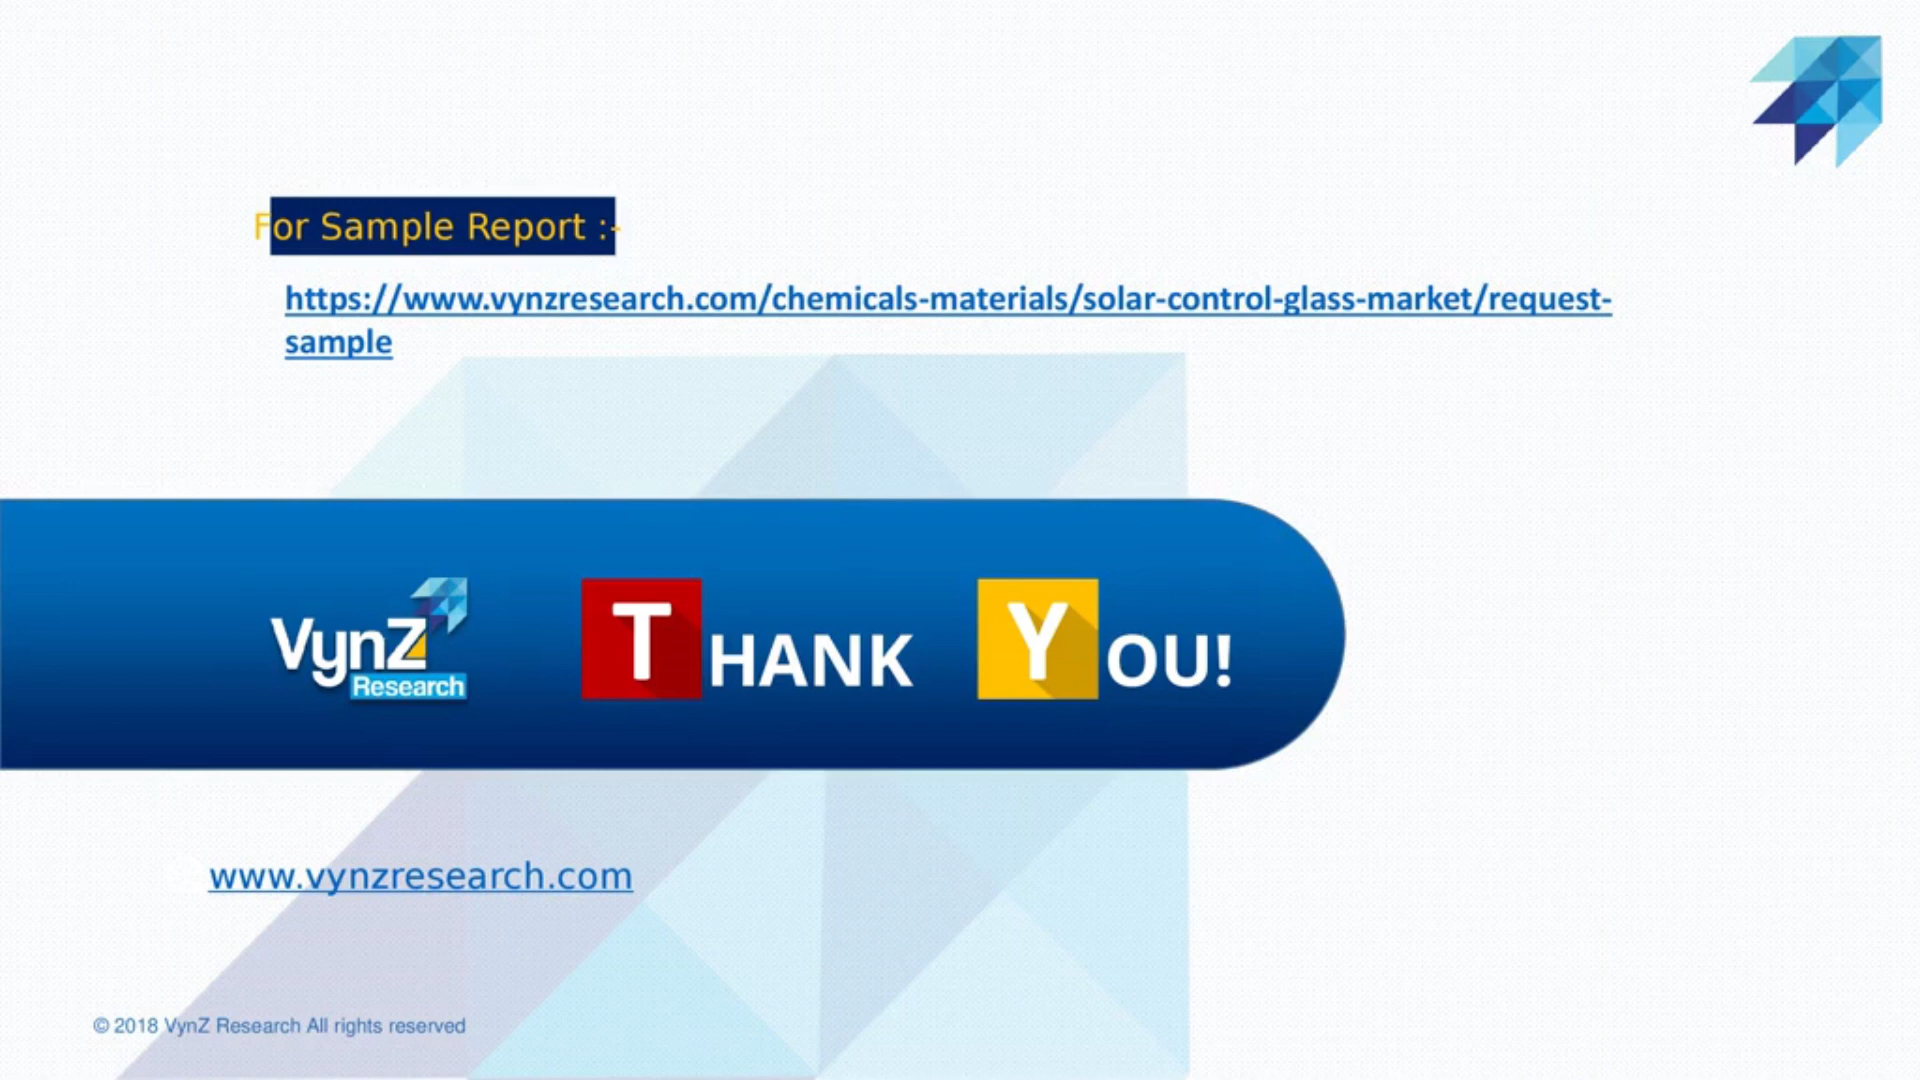 For Sample Report :-
https://www.vynzresearch.com/chemicals-materials/solar-control-glass-market/request-
sample
VynZ
Research
THANK YOU!
www.vynzresearch.com
© 2018 VynZ Research All rights reserved